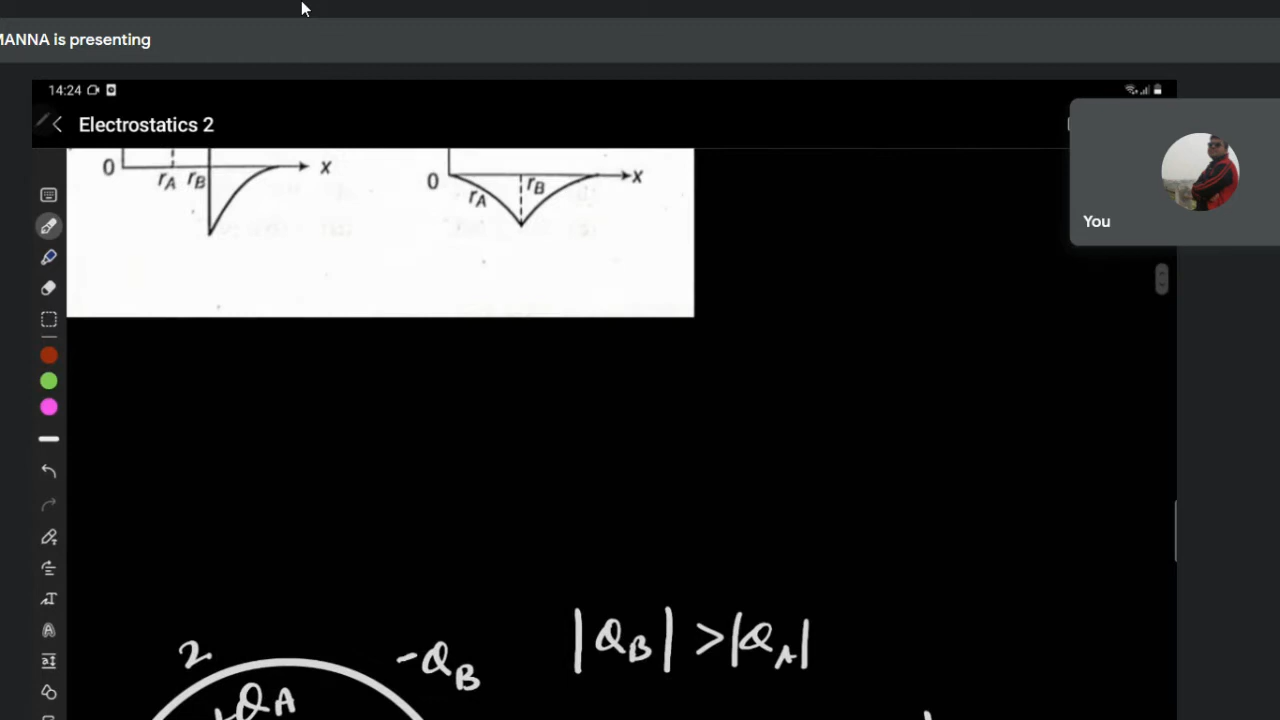 MANNA is presenting
14:24
Electrostatics 2
0 rA rB x
0 rA rB x
You
|QB| > |QA|
2 -QB
+QA